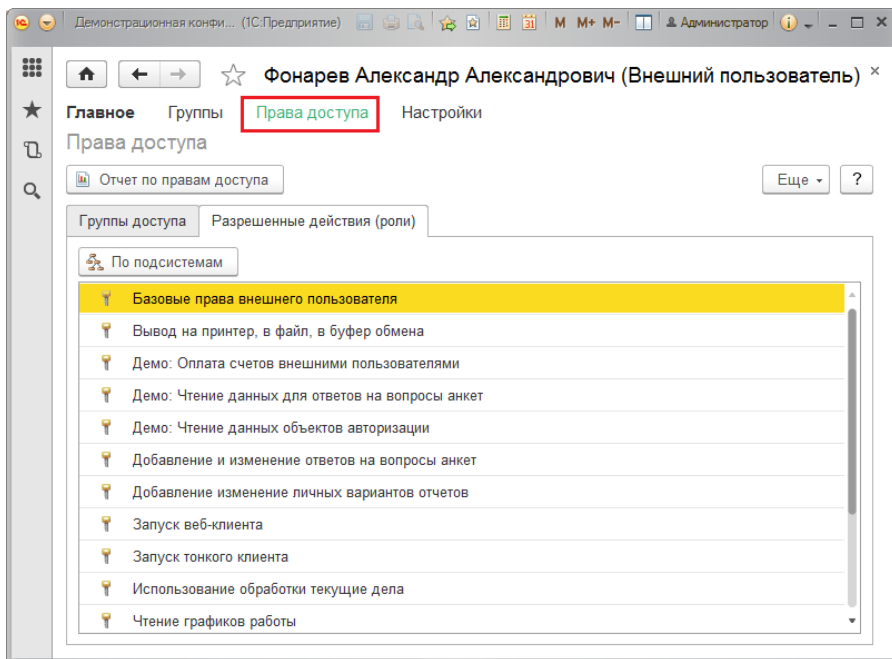 Демонстрационная конфи... (1С:Предприятие) 31 M M+ M- Администратор
Фонарев Александр Александрович (Внешний пользователь) ×
Главное Группы Права доступа Настройки
Права доступа
Отчет по правам доступа Еще ?
Группы доступа Разрешенные действия (роли)
По подсистемам
Базовые права внешнего пользователя
Вывод на принтер, в файл, в буфер обмена
Демо: Оплата счетов внешними пользователями
Демо: Чтение данных для ответов на вопросы анкет
Демо: Чтение данных объектов авторизации
Добавление и изменение ответов на вопросы анкет
Добавление изменение личных вариантов отчетов
Запуск веб-клиента
Запуск тонкого клиента
Использование обработки текущие дела
Чтение графиков работы